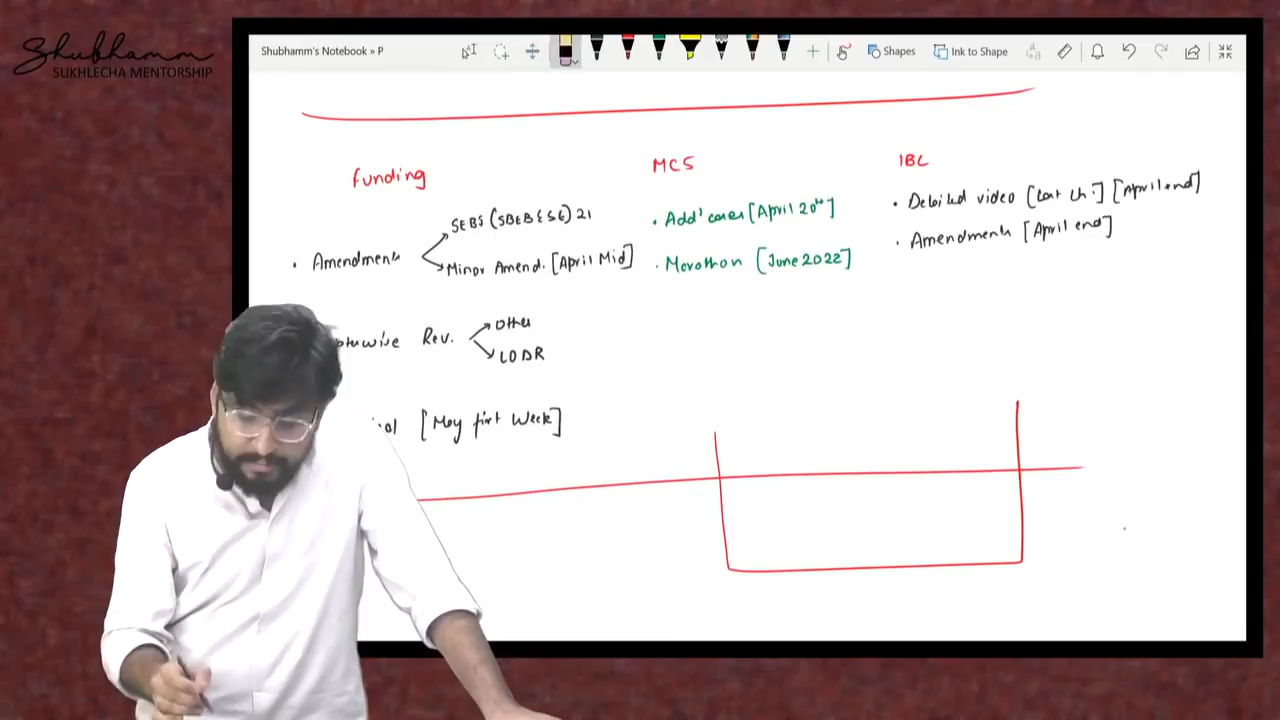 Shubhamm
SUKHLECHA MENTORSHIP
Shubhamm's Notebook » P
Shapes
Ink to Shape
Funding
MCS
IBC
• Amendments
SEBI (SBEB & SE) 21
Minor Amend. [April Mid]
• Add' cases [April 20th]
• Marathon [June 2022]
• Detailed video [Last Ch.] [April end]
• Amendments [April end]
Rev.
Other
LODR
[May first Week]